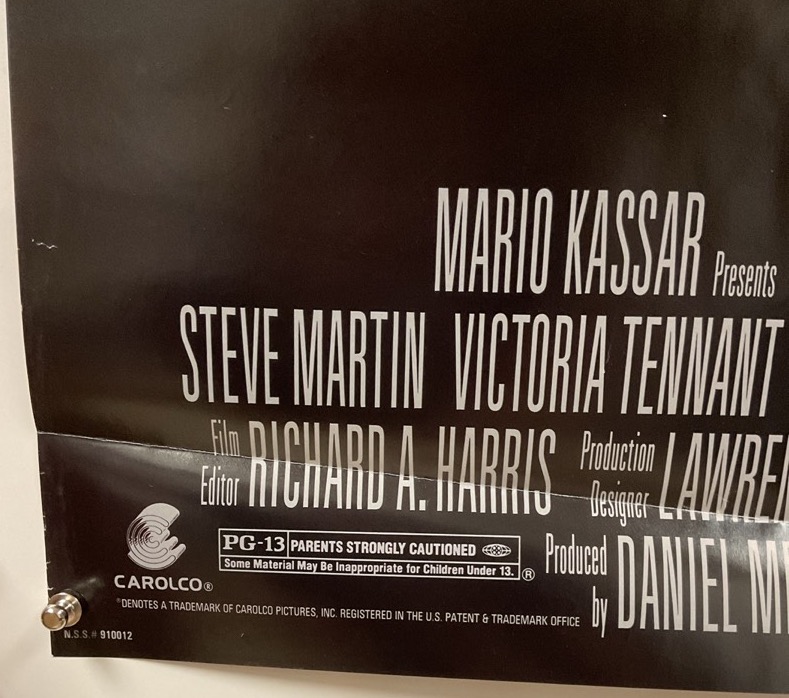 MARIO KASSAR Presents
STEVE MARTIN VICTORIA TENNANT
Film Editor RICHARD A. HARRIS Production Designer LAWRE
PG-13 PARENTS STRONGLY CAUTIONED
Some Material May Be Inappropriate for Children Under 13. ®
Produced by DANIEL M
CAROLCO®
®DENOTES A TRADEMARK OF CAROLCO PICTURES, INC. REGISTERED IN THE U.S. PATENT & TRADEMARK OFFICE
N.S.S.# 910012